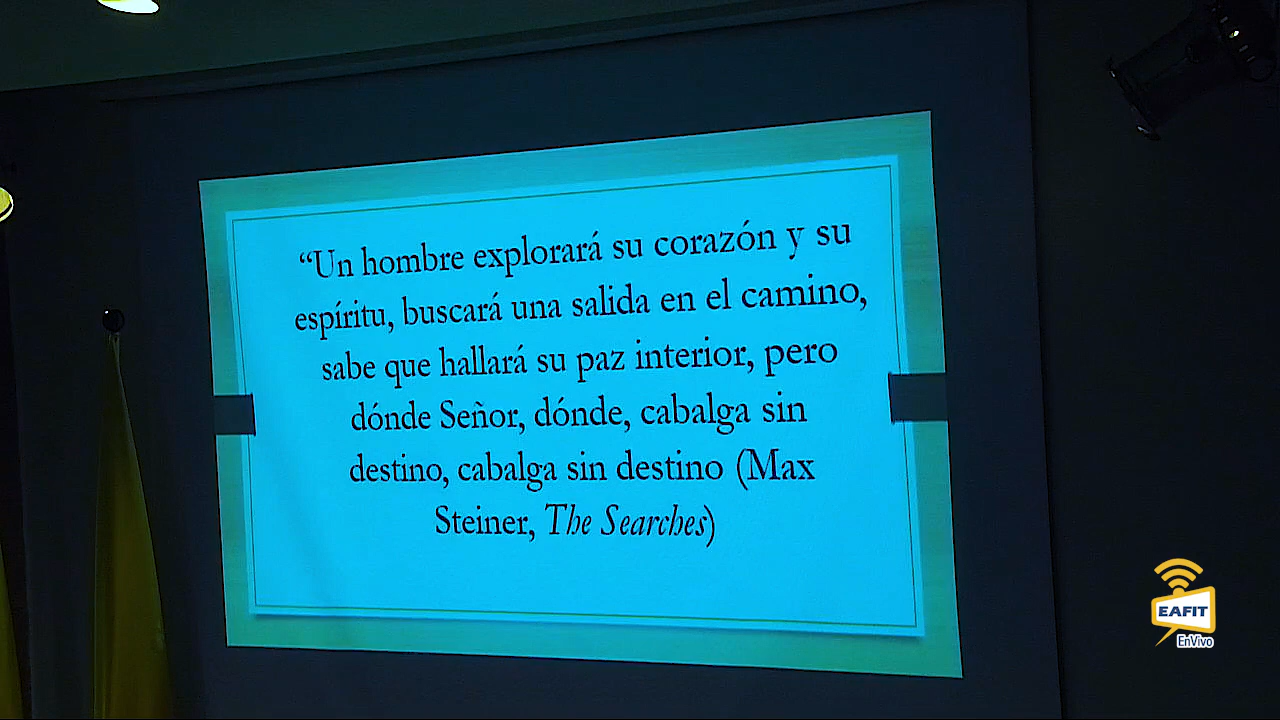 “Un hombre explorará su corazón y su
espíritu, buscará una salida en el camino,
sabe que hallará su paz interior, pero
dónde Señor, dónde, cabalga sin
destino, cabalga sin destino (Max
Steiner, The Searches)
EAFIT
EnVivo